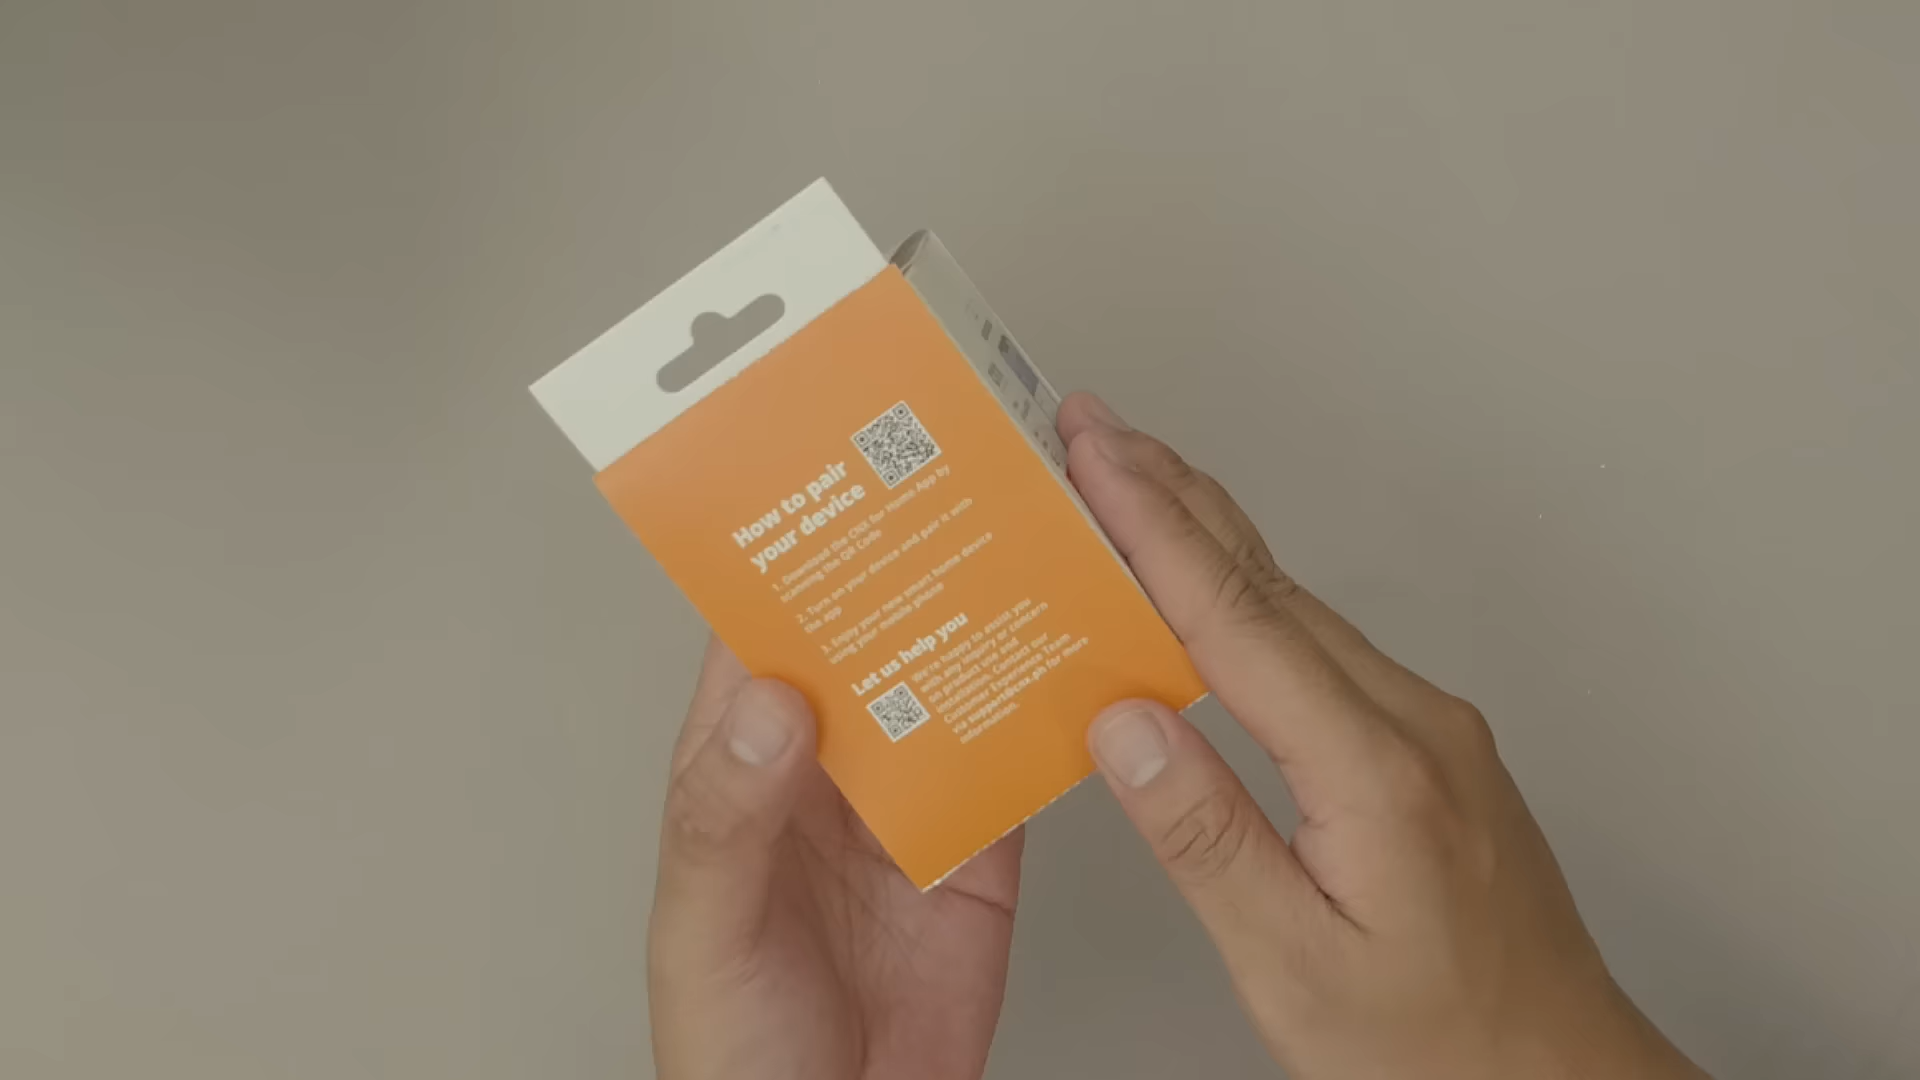 How to pair
your device
1. Download the CNX for Home App by
scanning the QR Code
2. Turn on your device and pair it with
the app
3. Enjoy your new smart home device
using your mobile phone
Let us help you
We're happy to assist you
with any inquiry or concern
on product use and
installation. Contact our
Customer Experience Team
via support@cnx.ph for more
information.